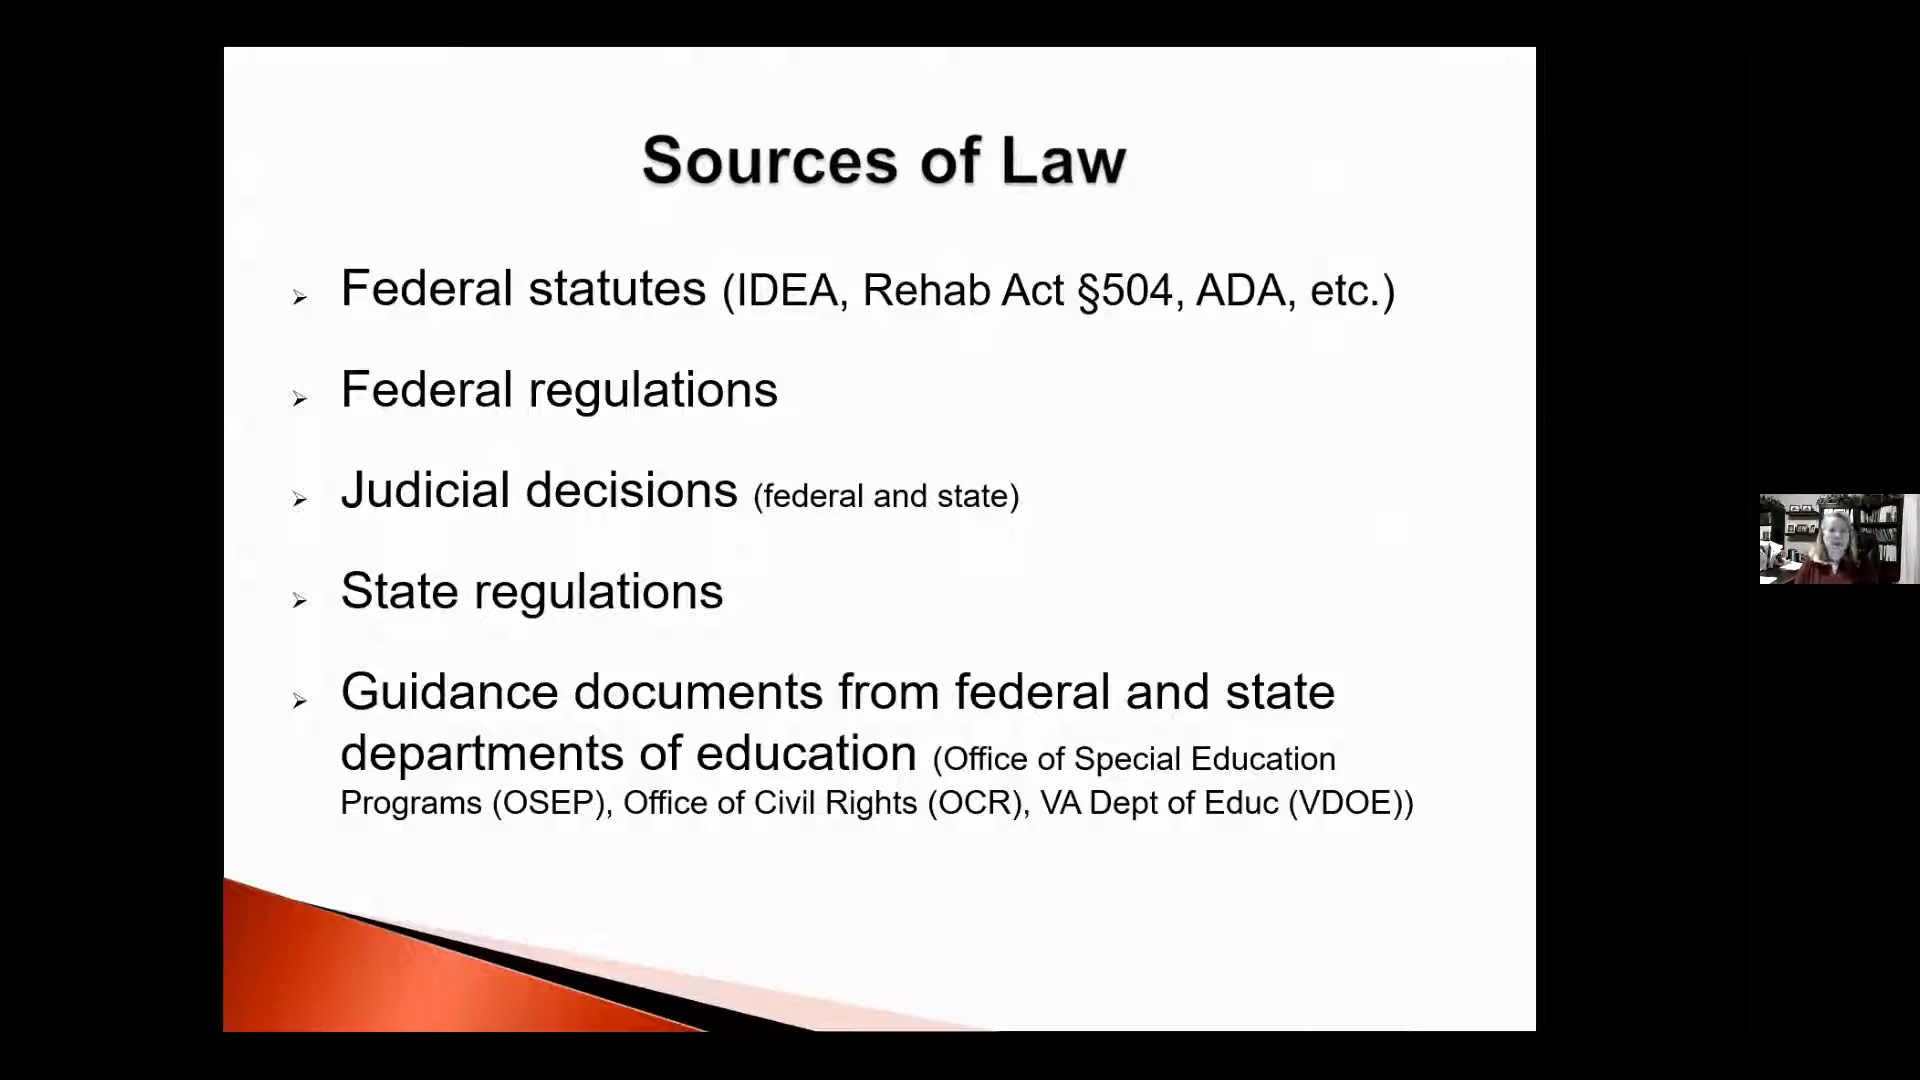 Sources of Law
Federal statutes (IDEA, Rehab Act §504, ADA, etc.)
Federal regulations
Judicial decisions (federal and state)
State regulations
Guidance documents from federal and state
departments of education (Office of Special Education
Programs (OSEP), Office of Civil Rights (OCR), VA Dept of Educ (VDOE))